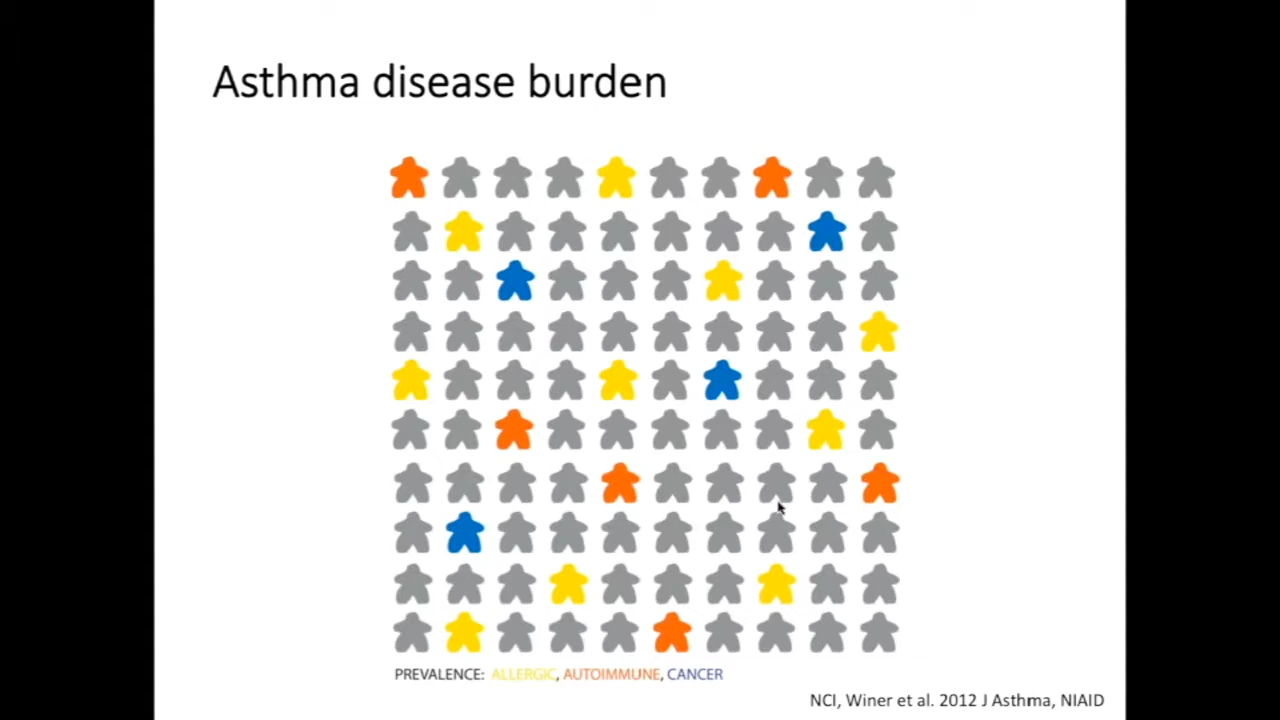 Asthma disease burden
PREVALENCE: ALLERGIC, AUTOIMMUNE, CANCER
NCI, Winer et al. 2012 J Asthma, NIAID